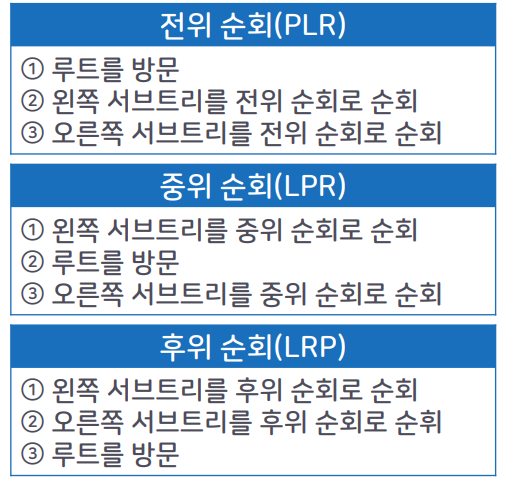 전위 순회(PLR)
① 루트를 방문
② 왼쪽 서브트리를 전위 순회로 순회
③ 오른쪽 서브트리를 전위 순회로 순회
중위 순회(LPR)
① 왼쪽 서브트리를 중위 순회로 순회
② 루트를 방문
③ 오른쪽 서브트리를 중위 순회로 순회
후위 순회(LRP)
① 왼쪽 서브트리를 후위 순회로 순회
② 오른쪽 서브트리를 후위 순회로 순회
③ 루트를 방문